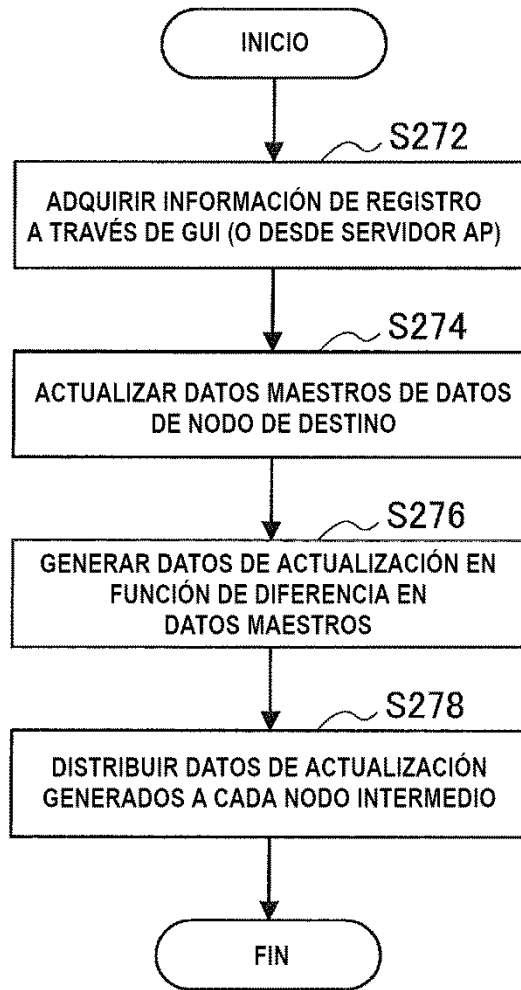 INICIO
S272
ADQUIRIR INFORMACIÓN DE REGISTRO
A TRAVÉS DE GUI (O DESDE SERVIDOR AP)
S274
ACTUALIZAR DATOS MAESTROS DE DATOS
DE NODO DE DESTINO
S276
GENERAR DATOS DE ACTUALIZACIÓN EN
FUNCIÓN DE DIFERENCIA EN
DATOS MAESTROS
S278
DISTRIBUIR DATOS DE ACTUALIZACIÓN
GENERADOS A CADA NODO INTERMEDIO
FIN